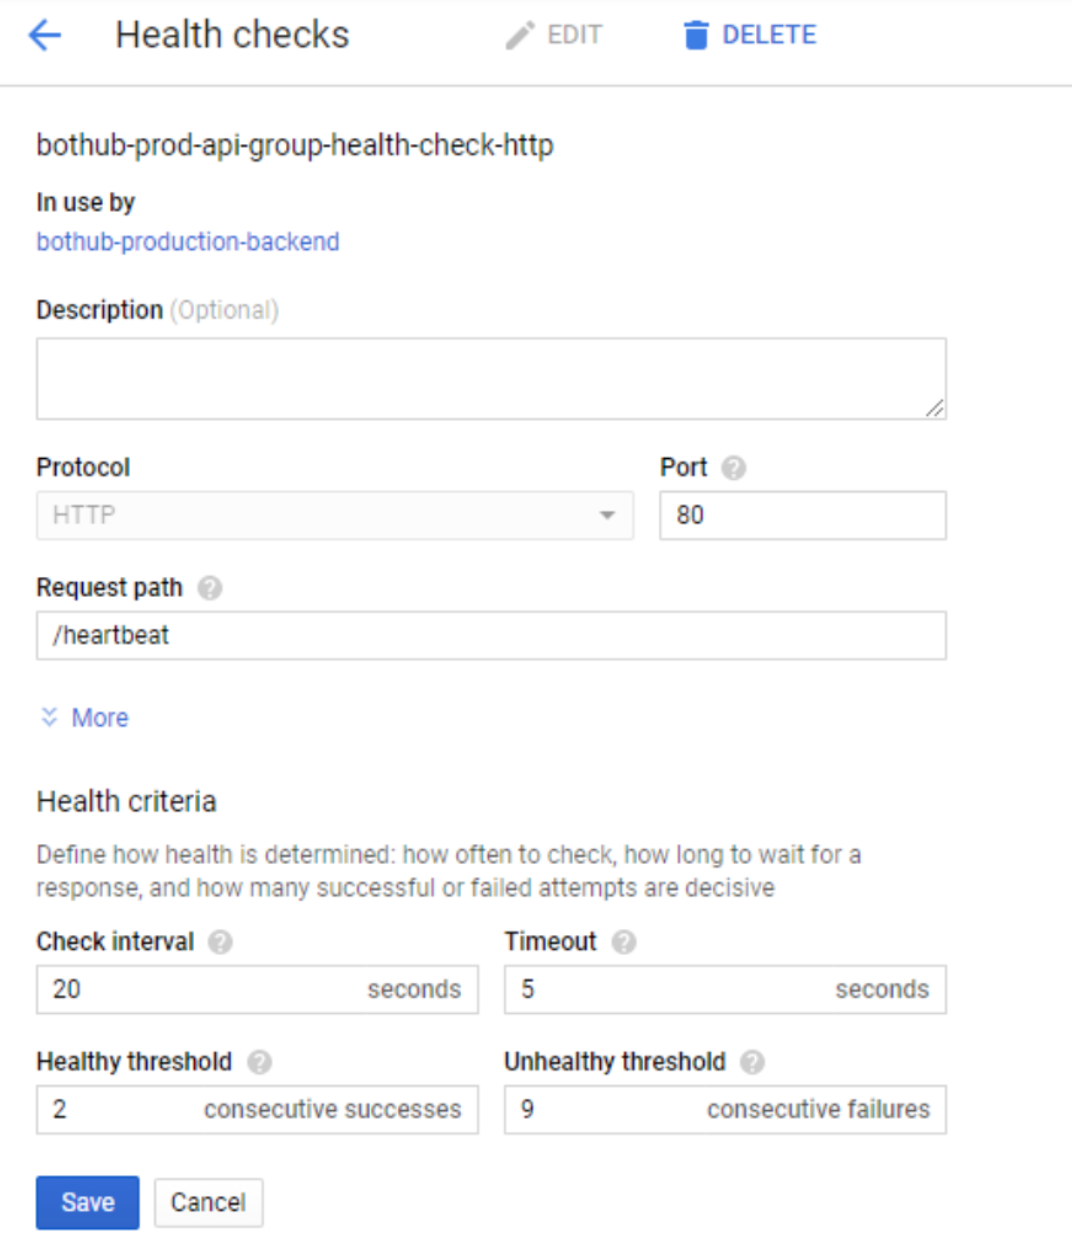 Health checks EDIT DELETE
bothub-prod-api-group-health-check-http
In use by
bothub-production-backend
Description (Optional)
Protocol Port
HTTP 80
Request path
/heartbeat
More
Health criteria
Define how health is determined: how often to check, how long to wait for a
response, and how many successful or failed attempts are decisive
Check interval Timeout
20 seconds 5 seconds
Healthy threshold Unhealthy threshold
2 consecutive successes 9 consecutive failures
Save Cancel